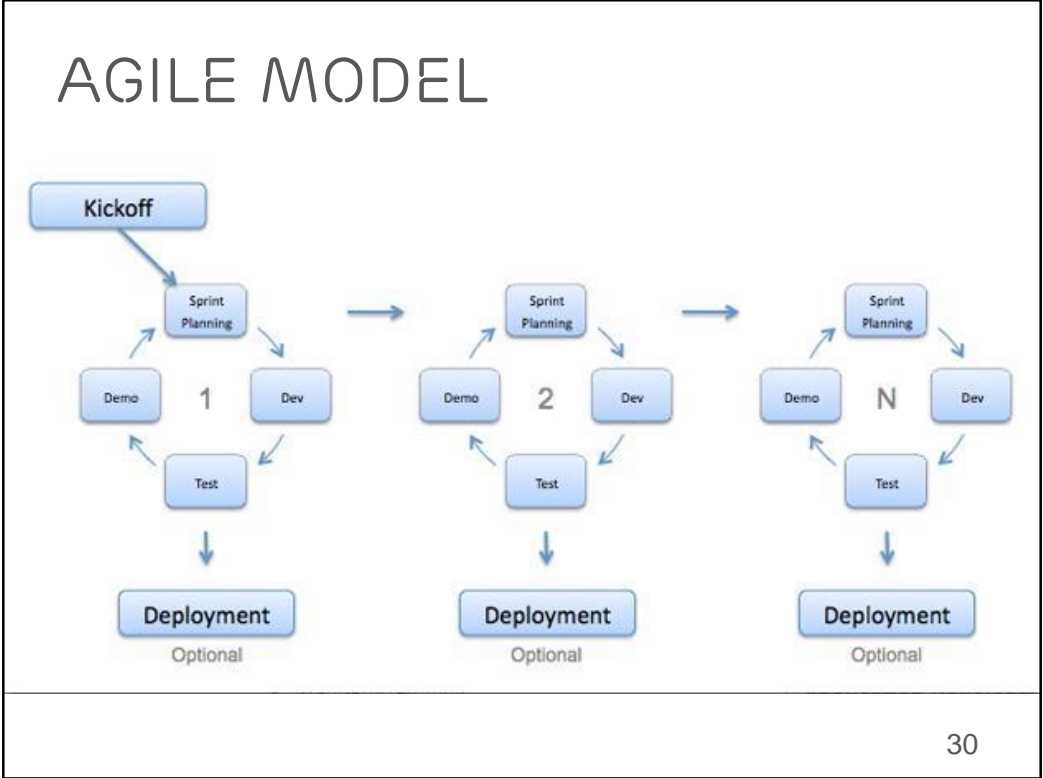 AGILE MODEL
Kickoff
Sprint
Planning
Demo
1
Dev
Test
Deployment
Optional
Sprint
Planning
Demo
2
Dev
Test
Deployment
Optional
Sprint
Planning
Demo
N
Dev
Test
Deployment
Optional
30